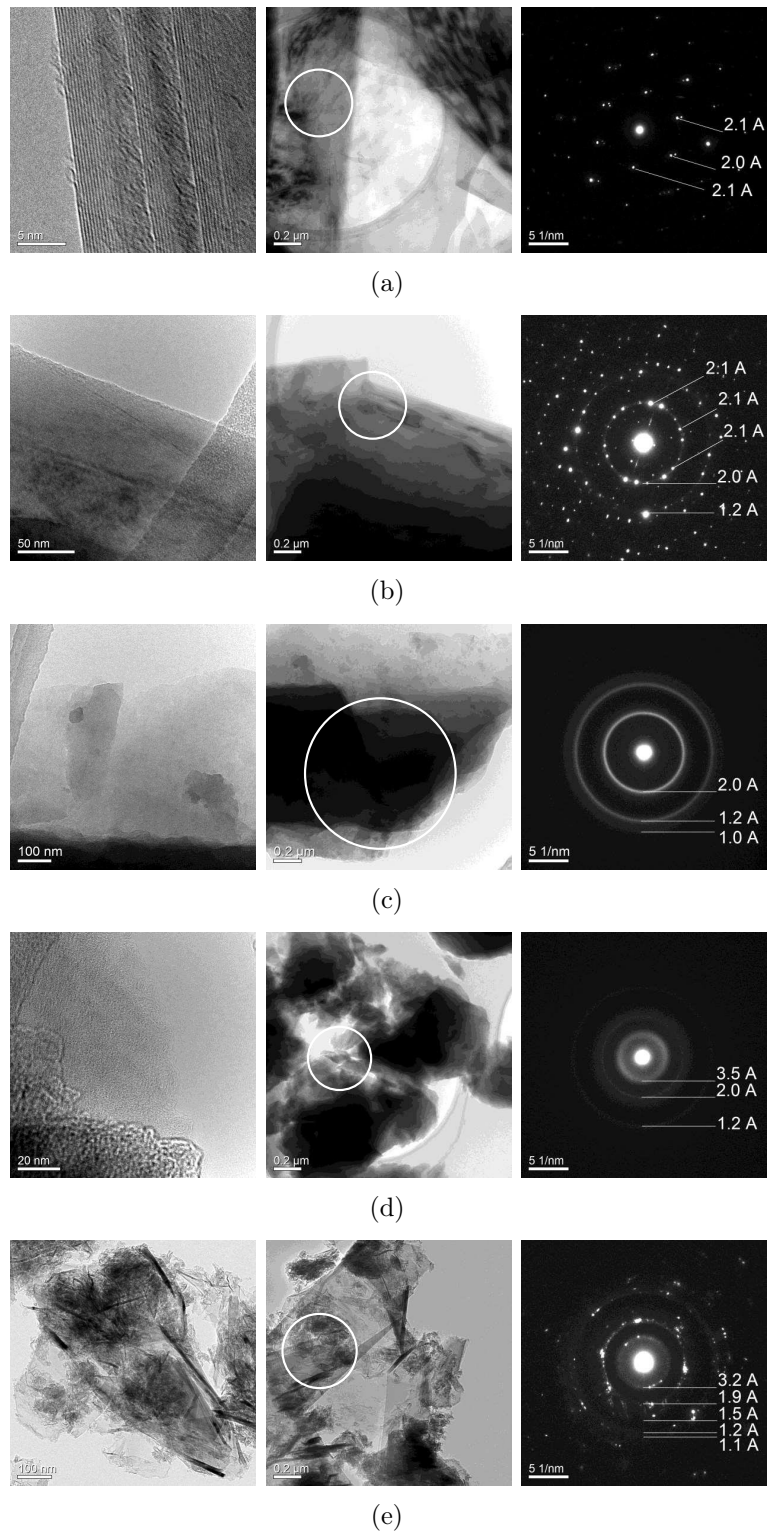 5 nm
0.2 µm
5 1/nm
2.1 A
2.0 A
2.1 A
(a)
50 nm
0.2 µm
5 1/nm
2.1 A
2.1 A
2.1 A
2.0 A
1.2 A
(b)
100 nm
0.2 µm
5 1/nm
2.0 A
1.2 A
1.0 A
(c)
20 nm
0.2 µm
5 1/nm
3.5 A
2.0 A
1.2 A
(d)
100 nm
0.2 µm
5 1/nm
3.2 A
1.9 A
1.5 A
1.2 A
1.1 A
(e)